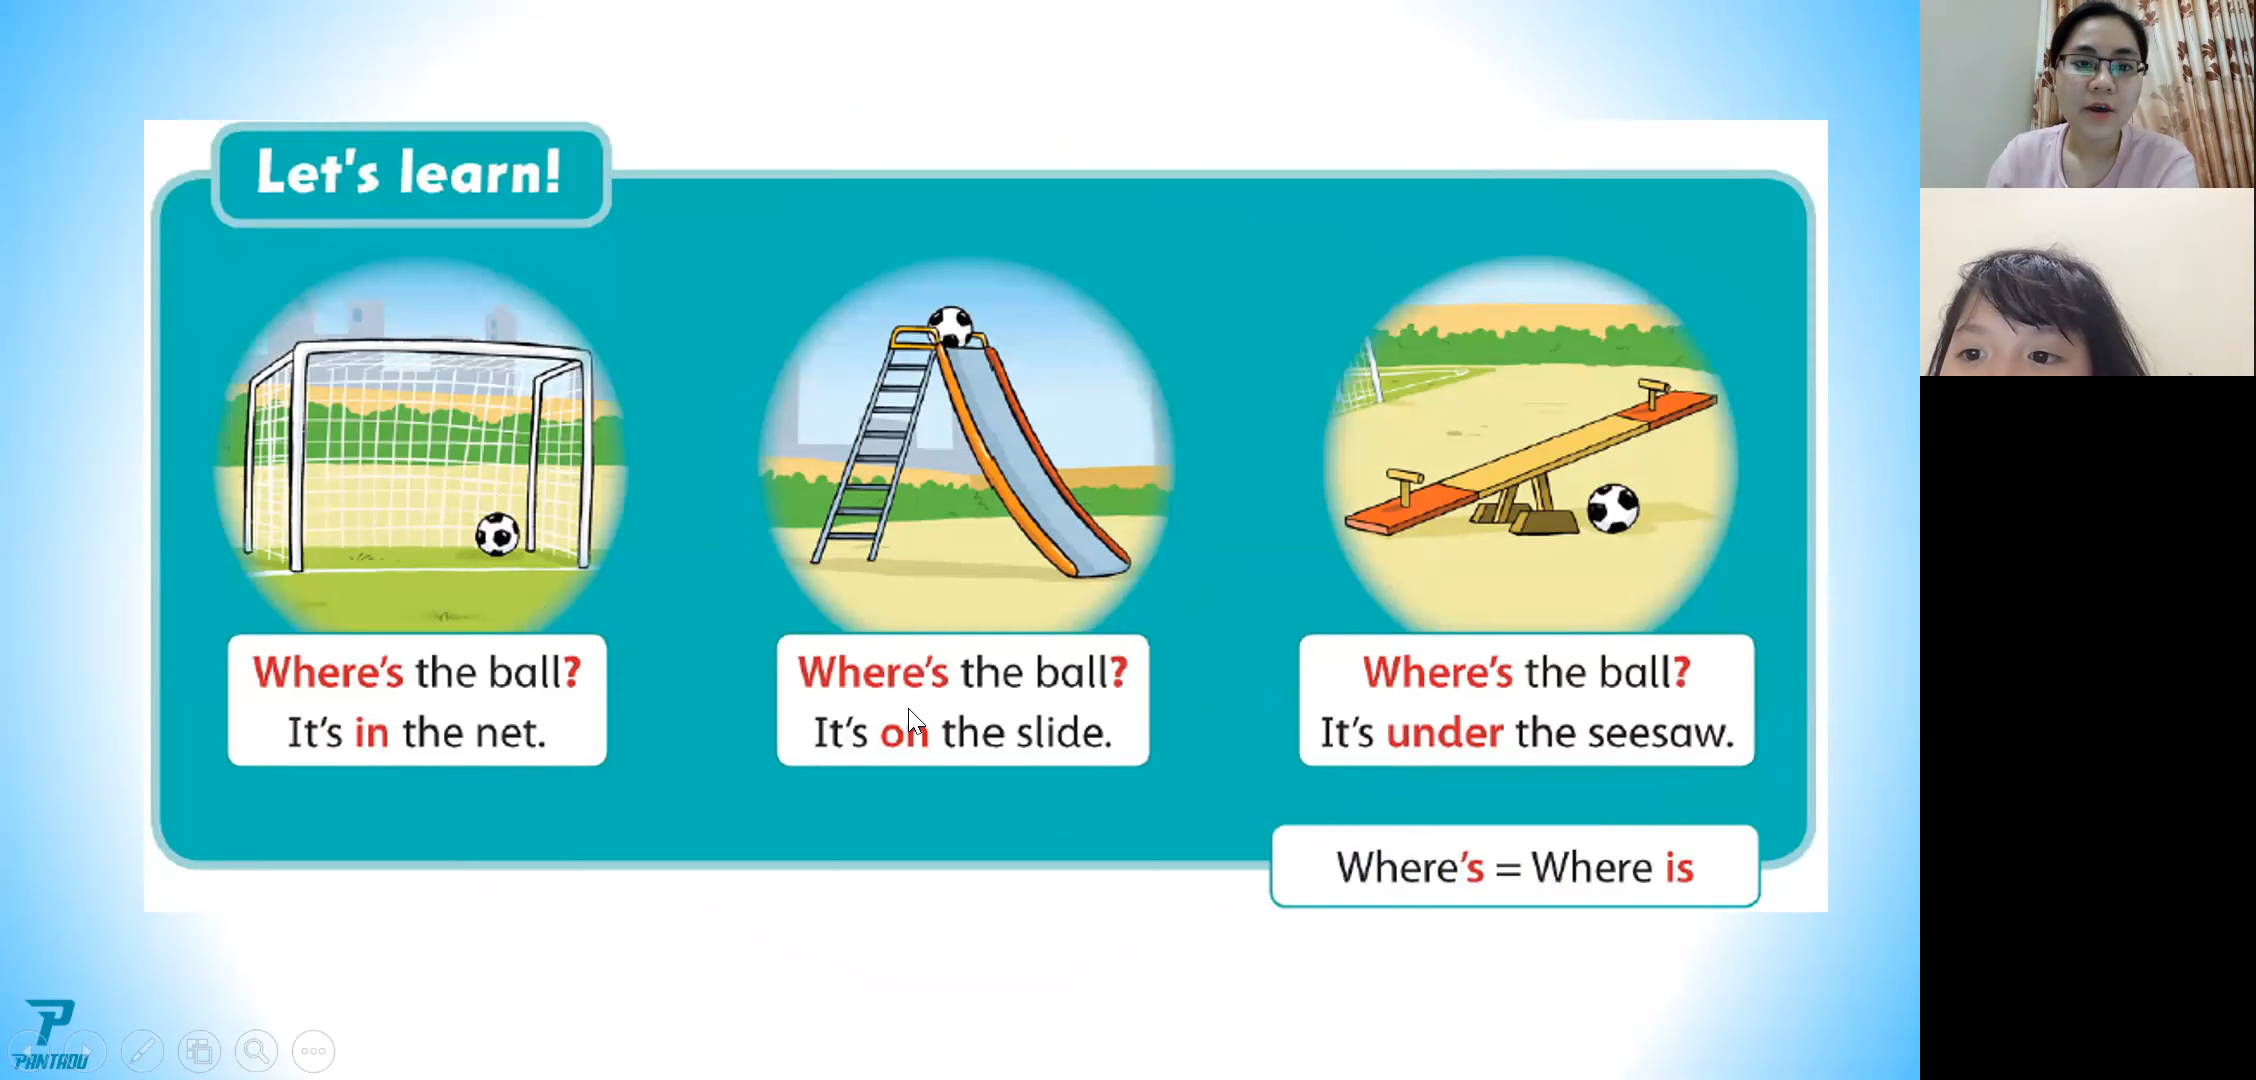 Let's learn!
Where's the ball?
It's in the net.
Where's the ball?
It's on the slide.
Where's the ball?
It's under the seesaw.
Where's = Where is
PANTADU